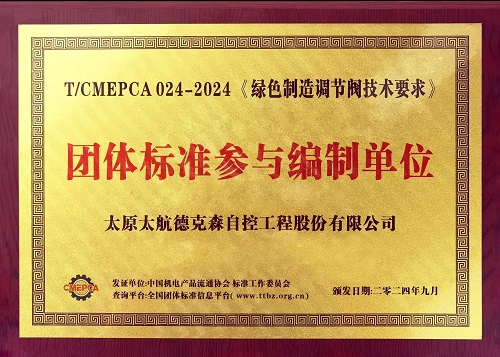 T/CMEPCA 024-2024《绿色制造调节阀技术要求》
团体标准参与编制单位
太原太航德克森自控工程股份有限公司
CMEPCA
发证单位:中国机电产品流通协会 标准工作委员会
查询平台:全国团体标准信息平台( www.ttbz.org.cn)
颁发日期:二〇二四年九月